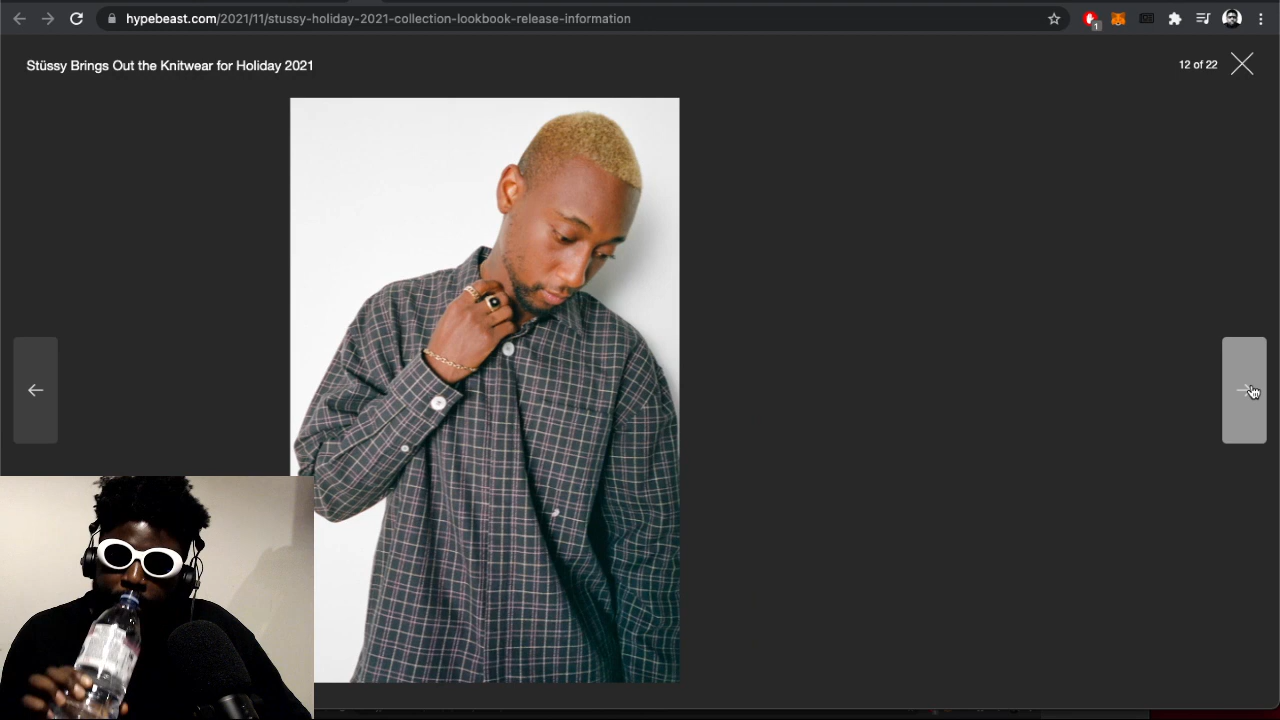 hypebeast.com/2021/11/stussy-holiday-2021-collection-lookbook-release-information
1
Stüssy Brings Out the Knitwear for Holiday 2021
12 of 22